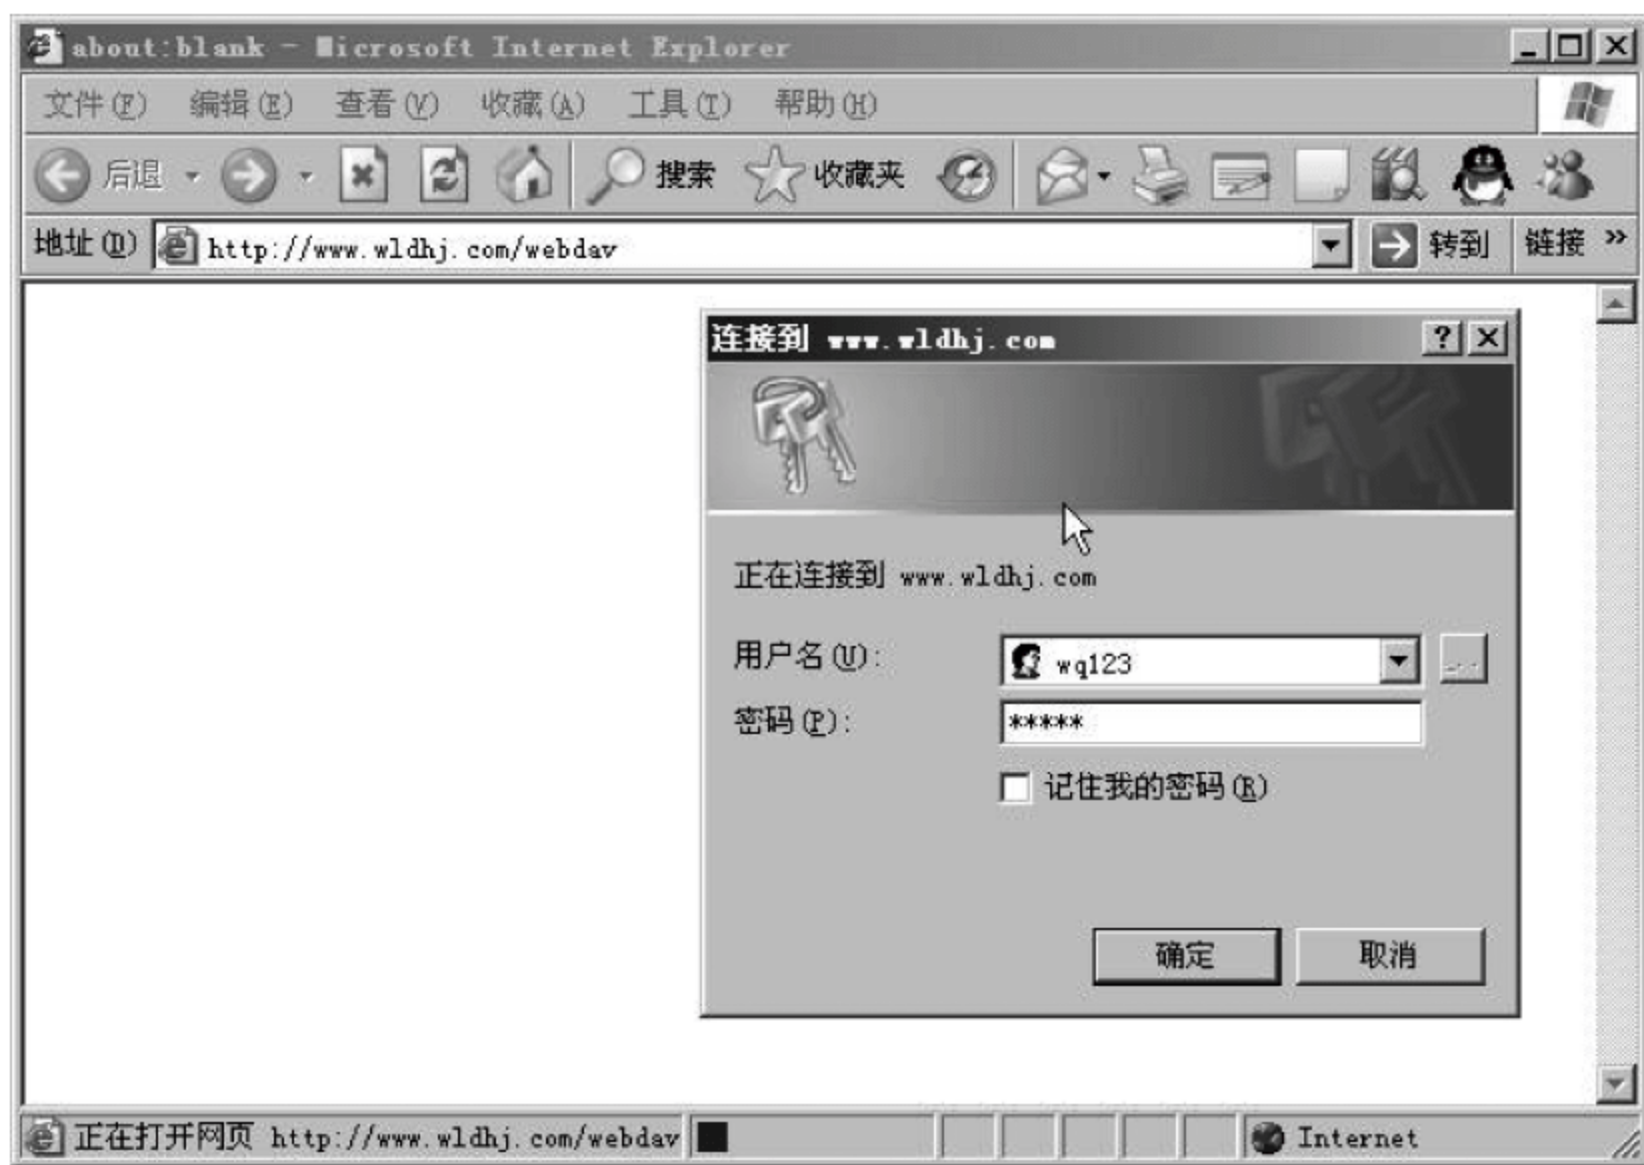 about:blank - Microsoft Internet Explorer
文件(F) 编辑(E) 查看(V) 收藏(A) 工具(T) 帮助(H)
后退 搜索 收藏夹
地址(D) http://www.wldhj.com/webdav 转到 链接 »
连接到 www.wldhj.com
正在连接到 www.wldhj.com
用户名(U): wq123 ...
密码(P): *****
记住我的密码(R)
确定 取消
正在打开网页 http://www.wldhj.com/webdav Internet